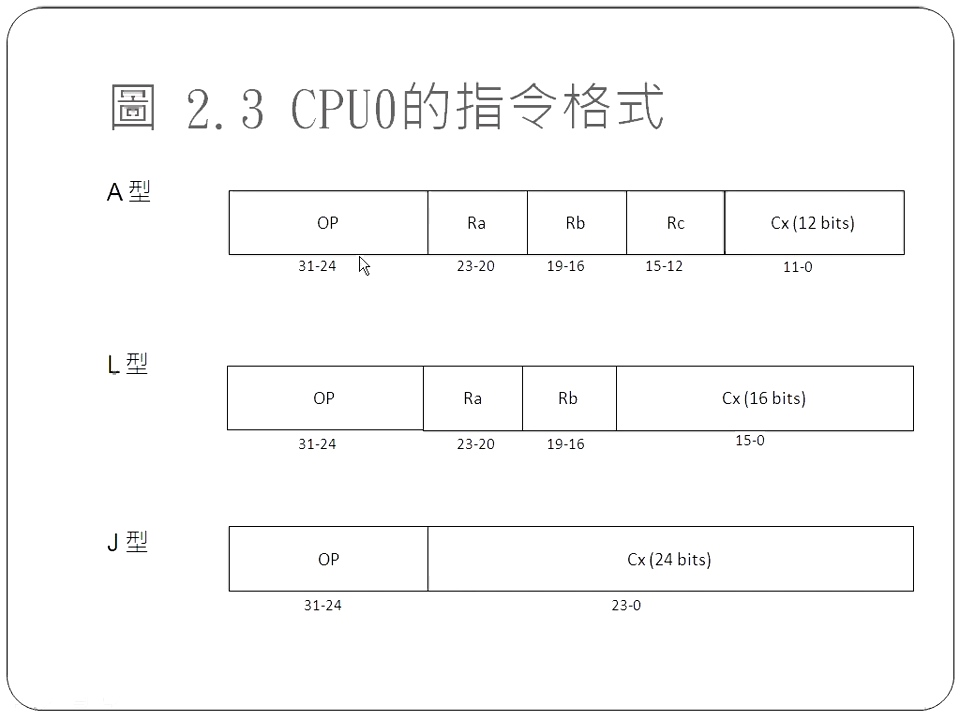 圖 2.3 CPU0的指令格式
A 型
OP Ra Rb Rc Cx (12 bits)
31-24 23-20 19-16 15-12 11-0
L 型
OP Ra Rb Cx (16 bits)
31-24 23-20 19-16 15-0
J 型
OP Cx (24 bits)
31-24 23-0